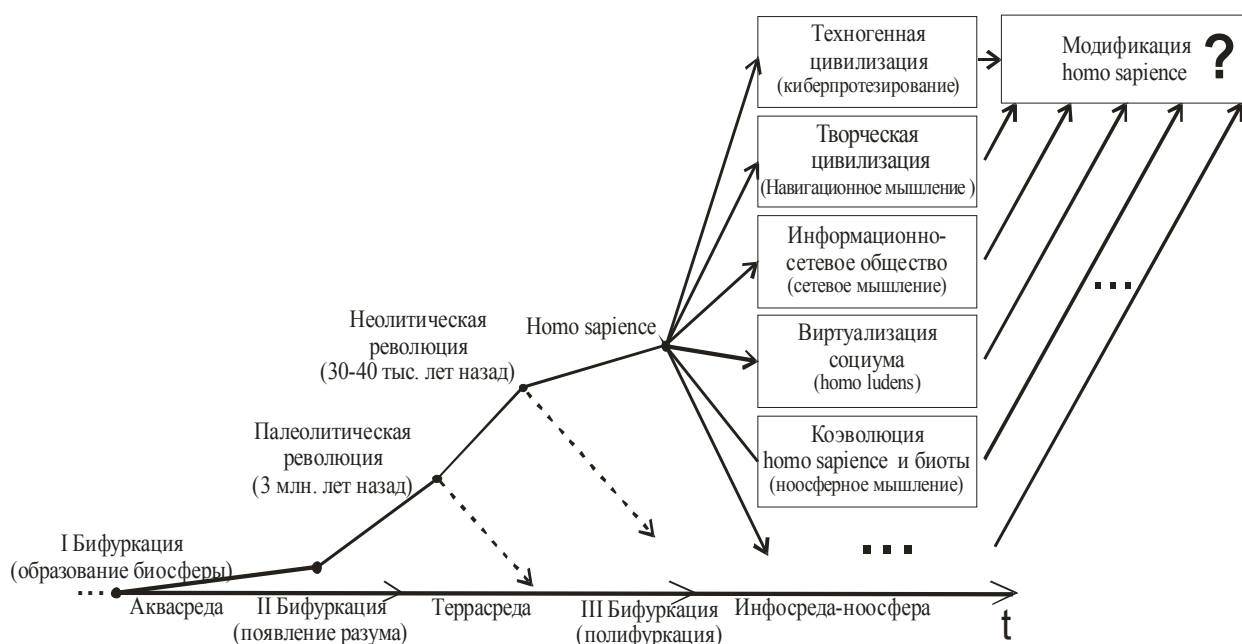 Техногенная
цивилизация
(киберпротезирование)
Модификация
homo sapience ?
Творческая
цивилизация
(Навигационное мышление )
Информационно-
сетевое общество
(сетевое мышление)
Неолитическая
революция
(30-40 тыс. лет назад)
Homo sapience
Виртуализация
социума
(homo ludens)
Палеолитическая
революция
(3 млн. лет назад)
Коэволюция
homo sapience и биоты
(ноосферное мышление)
I Бифуркация
(образование биосферы)
...
...
...
Аквасреда
II Бифуркация
(появление разума)
Террасреда
III Бифуркация
(полифуркация)
Инфосреда-ноосфера
t